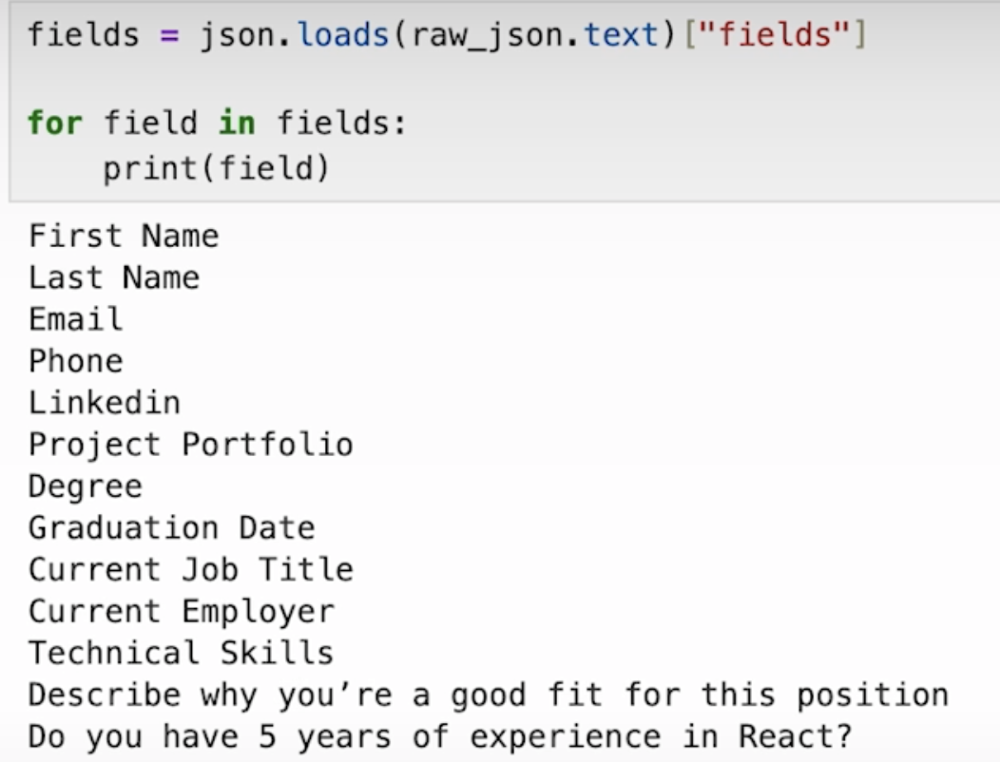 fields = json.loads(raw_json.text)["fields"]
for field in fields:
    print(field)
First Name
Last Name
Email
Phone
Linkedin
Project Portfolio
Degree
Graduation Date
Current Job Title
Current Employer
Technical Skills
Describe why you’re a good fit for this position
Do you have 5 years of experience in React?